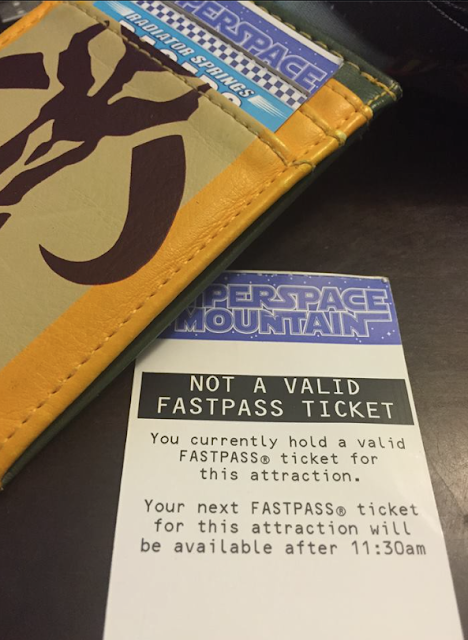 PERSPACE
RADIATOR SPRINGS
PERSPACE
MOUNTAIN
NOT A VALID
FASTPASS TICKET
You currently hold a valid
FASTPASS® ticket for
this attraction.
Your next FASTPASS® ticket
for this attraction will
be available after 11:30am